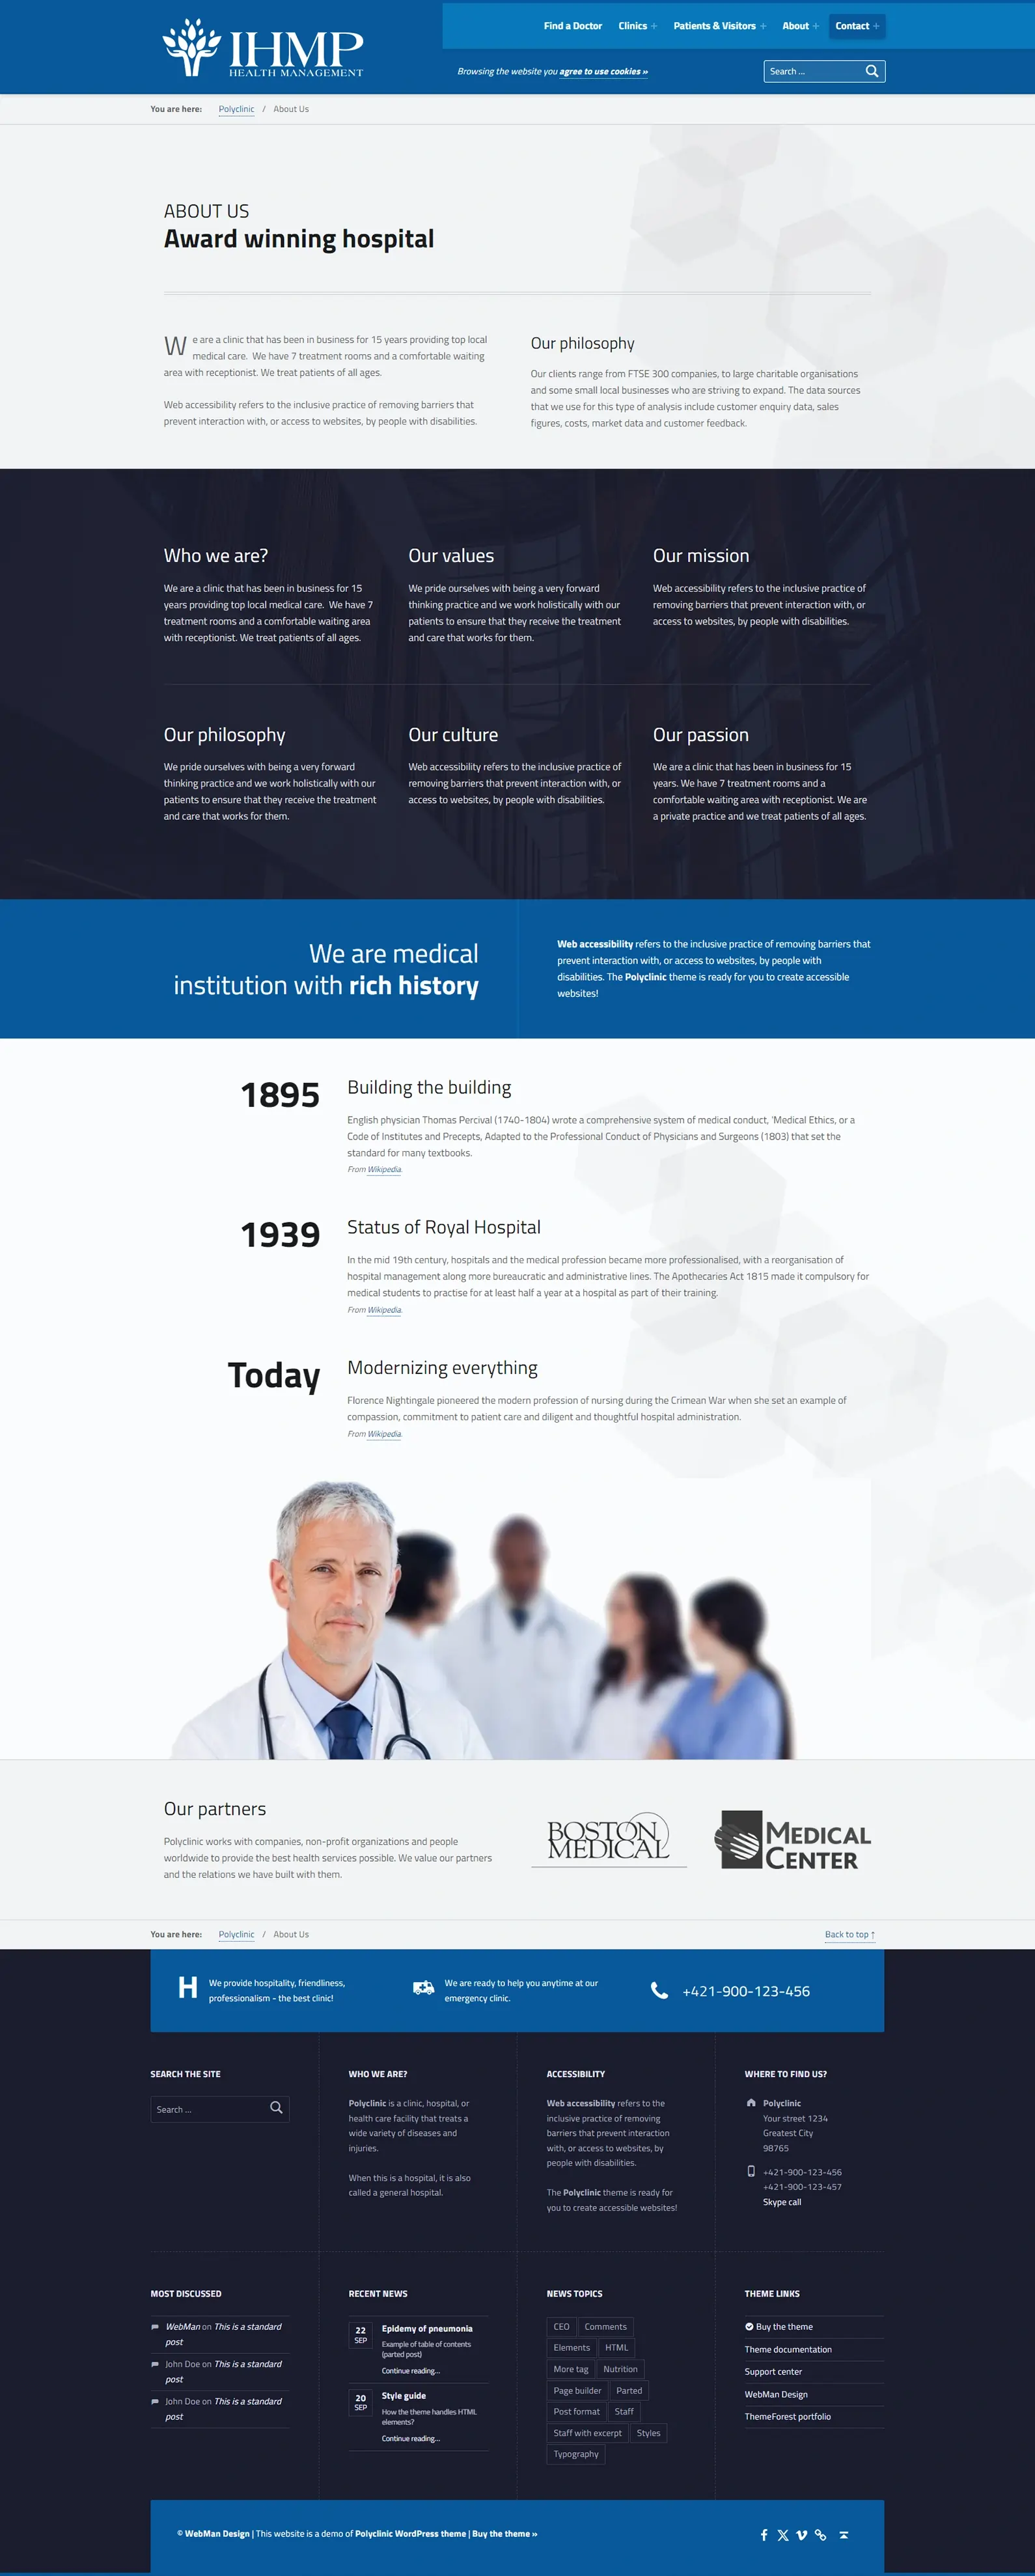 IHMP
HEALTH MANAGEMENT
Find a Doctor Clinics + Patients & Visitors + About + Contact +
Browsing the website you agree to use cookies »
Search ...
You are here: Polyclinic / About Us
ABOUT US
Award winning hospital
We are a clinic that has been in business for 15 years providing top local
medical care. We have 7 treatment rooms and a comfortable waiting
area with receptionist. We treat patients of all ages.
Web accessibility refers to the inclusive practice of removing barriers that
prevent interaction with, or access to websites, by people with disabilities.
Our philosophy
Our clients range from FTSE 300 companies, to large charitable organisations
and some small local businesses who are striving to expand. The data sources
that we use for this type of analysis include customer enquiry data, sales
figures, costs, market data and customer feedback.
Who we are?
We are a clinic that has been in business for 15
years providing top local medical care. We have 7
treatment rooms and a comfortable waiting area
with receptionist. We treat patients of all ages.
Our values
We pride ourselves with being a very forward
thinking practice and we work holistically with our
patients to ensure that they receive the treatment
and care that works for them.
Our mission
Web accessibility refers to the inclusive practice of
removing barriers that prevent interaction with, or
access to websites, by people with disabilities.
Our philosophy
We pride ourselves with being a very forward
thinking practice and we work holistically with our
patients to ensure that they receive the treatment
and care that works for them.
Our culture
Web accessibility refers to the inclusive practice of
removing barriers that prevent interaction with, or
access to websites, by people with disabilities.
Our passion
We are a clinic that has been in business for 15
years. We have 7 treatment rooms and a
comfortable waiting area with receptionist. We are
a private practice and we treat patients of all ages.
We are medical
institution with rich history
Web accessibility refers to the inclusive practice of removing barriers that
prevent interaction with, or access to websites, by people with
disabilities. The Polyclinic theme is ready for you to create accessible
websites!
1895
Building the building
English physician Thomas Percival (1740-1804) wrote a comprehensive system of medical conduct, 'Medical Ethics, or a
Code of Institutes and Precepts, Adapted to the Professional Conduct of Physicians and Surgeons (1803) that set the
standard for many textbooks.
From Wikipedia.
1939
Status of Royal Hospital
In the mid 19th century, hospitals and the medical profession became more professionalised, with a reorganisation of
hospital management along more bureaucratic and administrative lines. The Apothecaries Act 1815 made it compulsory for
medical students to practise for at least half a year at a hospital as part of their training.
From Wikipedia.
Today
Modernizing everything
Florence Nightingale pioneered the modern profession of nursing during the Crimean War when she set an example of
compassion, commitment to patient care and diligent and thoughtful hospital administration.
From Wikipedia.
Our partners
Polyclinic works with companies, non-profit organizations and people
worldwide to provide the best health services possible. We value our partners
and the relations we have built with them.
BOSTON
MEDICAL
MEDICAL
CENTER
You are here: Polyclinic / About Us
Back to top ↑
H
We provide hospitality, friendliness,
professionalism - the best clinic!
We are ready to help you anytime at our
emergency clinic.
+421-900-123-456
SEARCH THE SITE
Search ...
WHO WE ARE?
Polyclinic is a clinic, hospital, or
health care facility that treats a
wide variety of diseases and
injuries.
When this is a hospital, it is also
called a general hospital.
ACCESSIBILITY
Web accessibility refers to the
inclusive practice of removing
barriers that prevent interaction
with, or access to websites, by
people with disabilities.
The Polyclinic theme is ready for
you to create accessible websites!
WHERE TO FIND US?
Polyclinic
Your street 1234
Greatest City
98765
+421-900-123-456
+421-900-123-457
Skype call
MOST DISCUSSED
WebMan on This is a standard
post
John Doe on This is a standard
post
John Doe on This is a standard
post
RECENT NEWS
22
SEP
Epidemy of pneumonia
Example of table of contents
(parted post)
Continue reading...
20
SEP
Style guide
How the theme handles HTML
elements?
Continue reading...
NEWS TOPICS
CEO Comments
Elements HTML
More tag Nutrition
Page builder Parted
Post format Staff
Staff with excerpt Styles
Typography
THEME LINKS
Buy the theme
Theme documentation
Support center
WebMan Design
ThemeForest portfolio
© WebMan Design | This website is a demo of Polyclinic WordPress theme | Buy the theme »